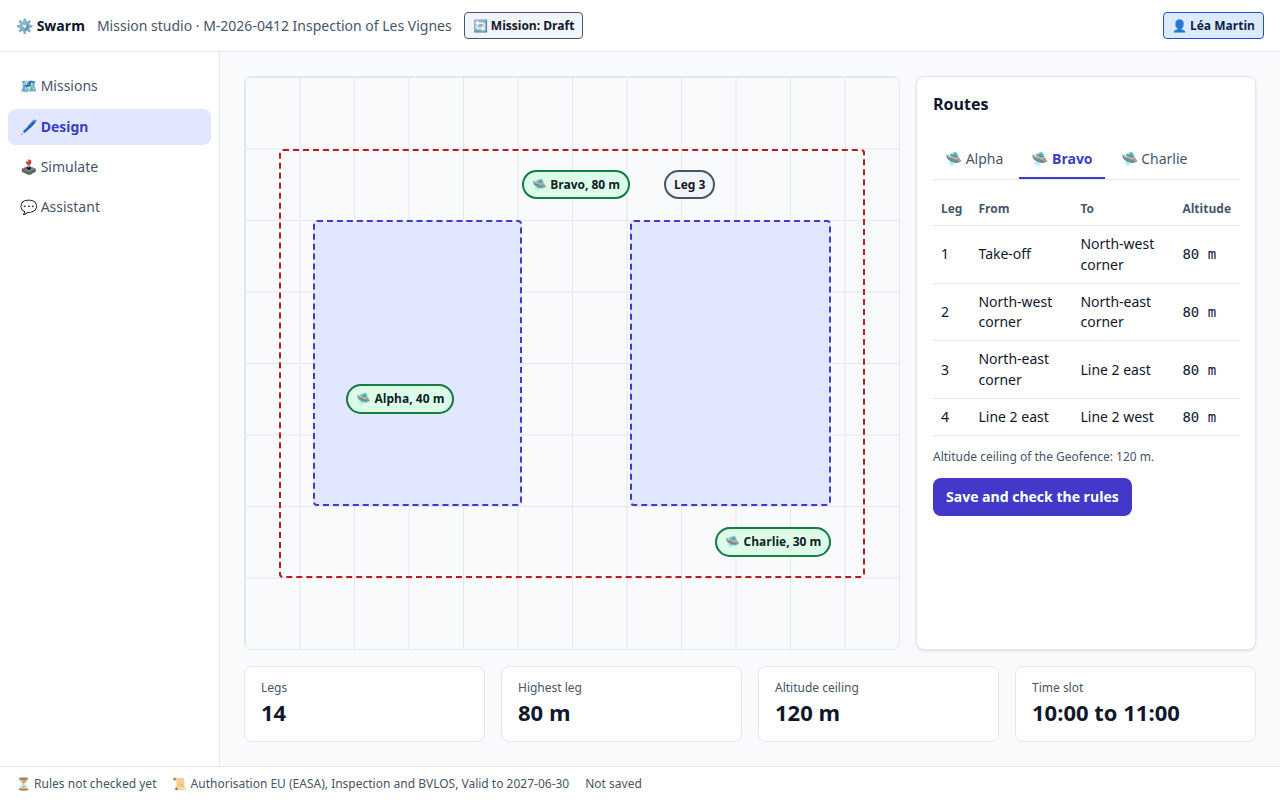 Swarm
Mission studio · M-2026-0412 Inspection of Les Vignes
Mission: Draft
Léa Martin
Missions
Design
Simulate
Assistant
Bravo, 80 m
Leg 3
Alpha, 40 m
Charlie, 30 m
Routes
Alpha
Bravo
Charlie
Leg From To Altitude
1 Take-off North-west corner 80 m
2 North-west corner North-east corner 80 m
3 North-east corner Line 2 east 80 m
4 Line 2 east Line 2 west 80 m
Altitude ceiling of the Geofence: 120 m.
Save and check the rules
Legs
14
Highest leg
80 m
Altitude ceiling
120 m
Time slot
10:00 to 11:00
Rules not checked yet
Authorisation EU (EASA), Inspection and BVLOS, Valid to 2027-06-30
Not saved